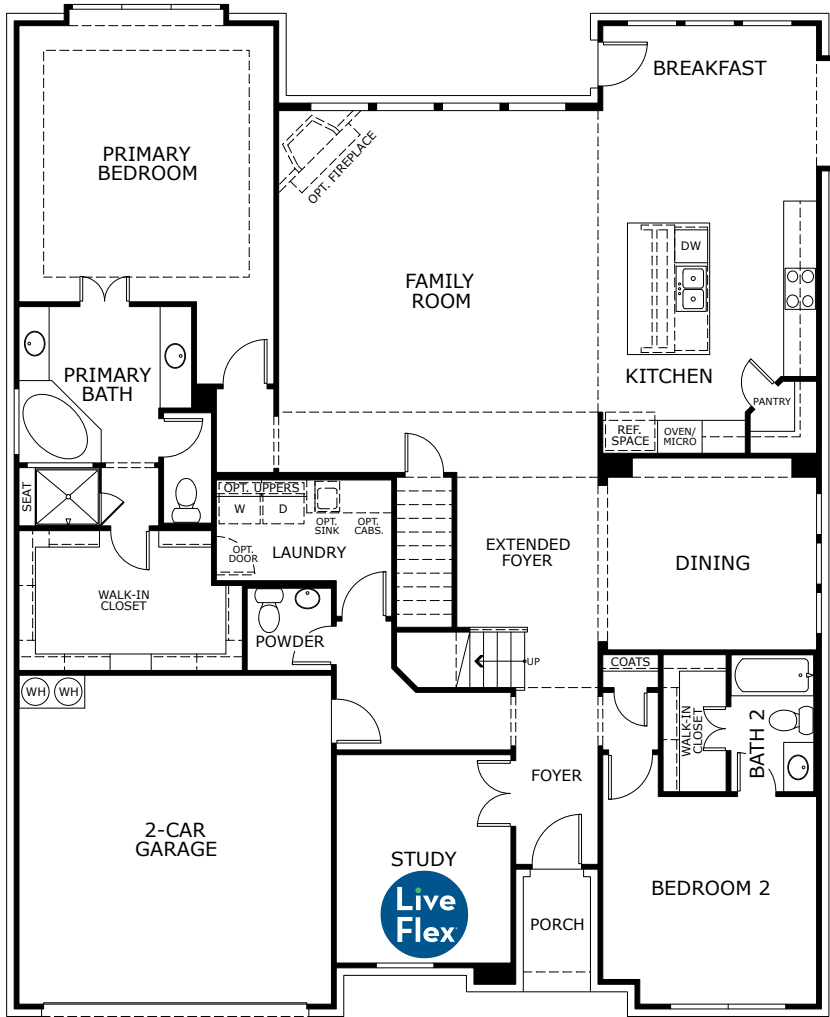 BREAKFAST
PRIMARY
BEDROOM
OPT. FIREPLACE
DW
FAMILY
ROOM
PRIMARY
BATH
KITCHEN
PANTRY
REF.
SPACE
OVEN/
MICRO
SEAT
OPT. UPPERS
W
D
OPT.
SINK
OPT.
CABS.
OPT.
DOOR
LAUNDRY
EXTENDED
FOYER
DINING
WALK-IN
CLOSET
POWDER
UP
COATS
WH
WH
WALK-IN
CLOSET
BATH 2
FOYER
2-CAR
GARAGE
STUDY
Live
Flex
BEDROOM 2
PORCH